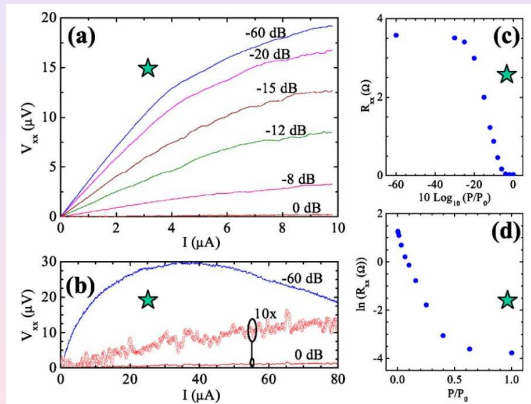 (a)
20
15
10
5
0
V_xx (μV)
-60 dB
-20 dB
-15 dB
-12 dB
-8 dB
0 dB
0 2 4 6 8 10
I (μA)
(b)
30
20
10
0
V_xx (μV)
-60 dB
10x
0 dB
0 20 40 60 80
I (μA)
(c)
4
2
0
R_xx (Ω)
-60 -40 -20 0
10 Log_10 (P/P_0)
(d)
2
0
-2
-4
ln (R_xx (Ω))
0.0 0.5 1.0
P/P_0